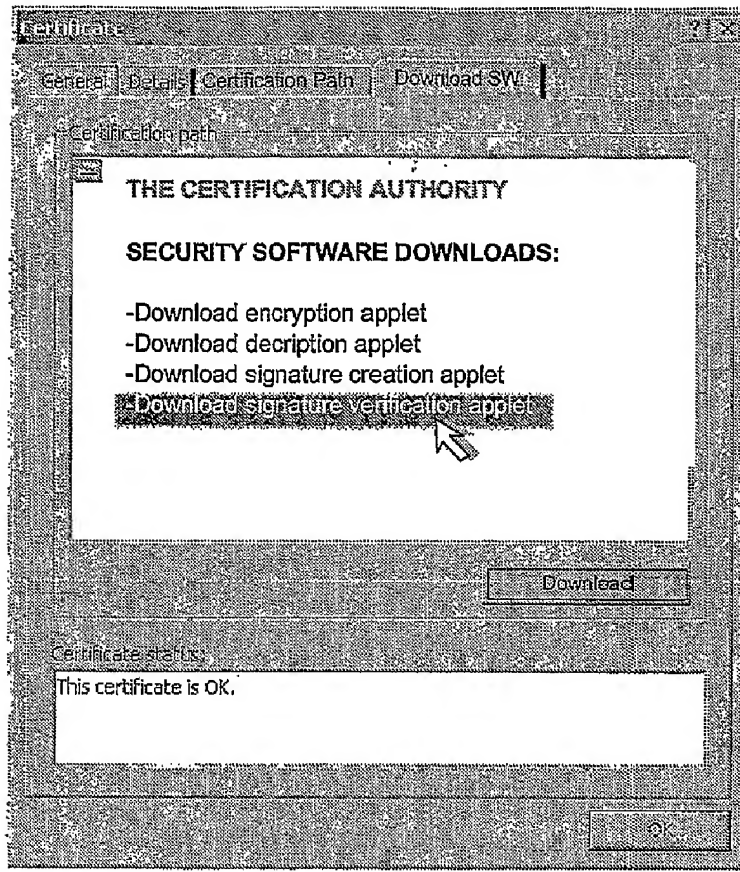 Certificate ? X
General Details Certification Path Download SW
Certification path
THE CERTIFICATION AUTHORITY
SECURITY SOFTWARE DOWNLOADS:
-Download encryption applet
-Download decription applet
-Download signature creation applet
-Download signature verification applet
Download
Certificate status:
This certificate is OK.
OK